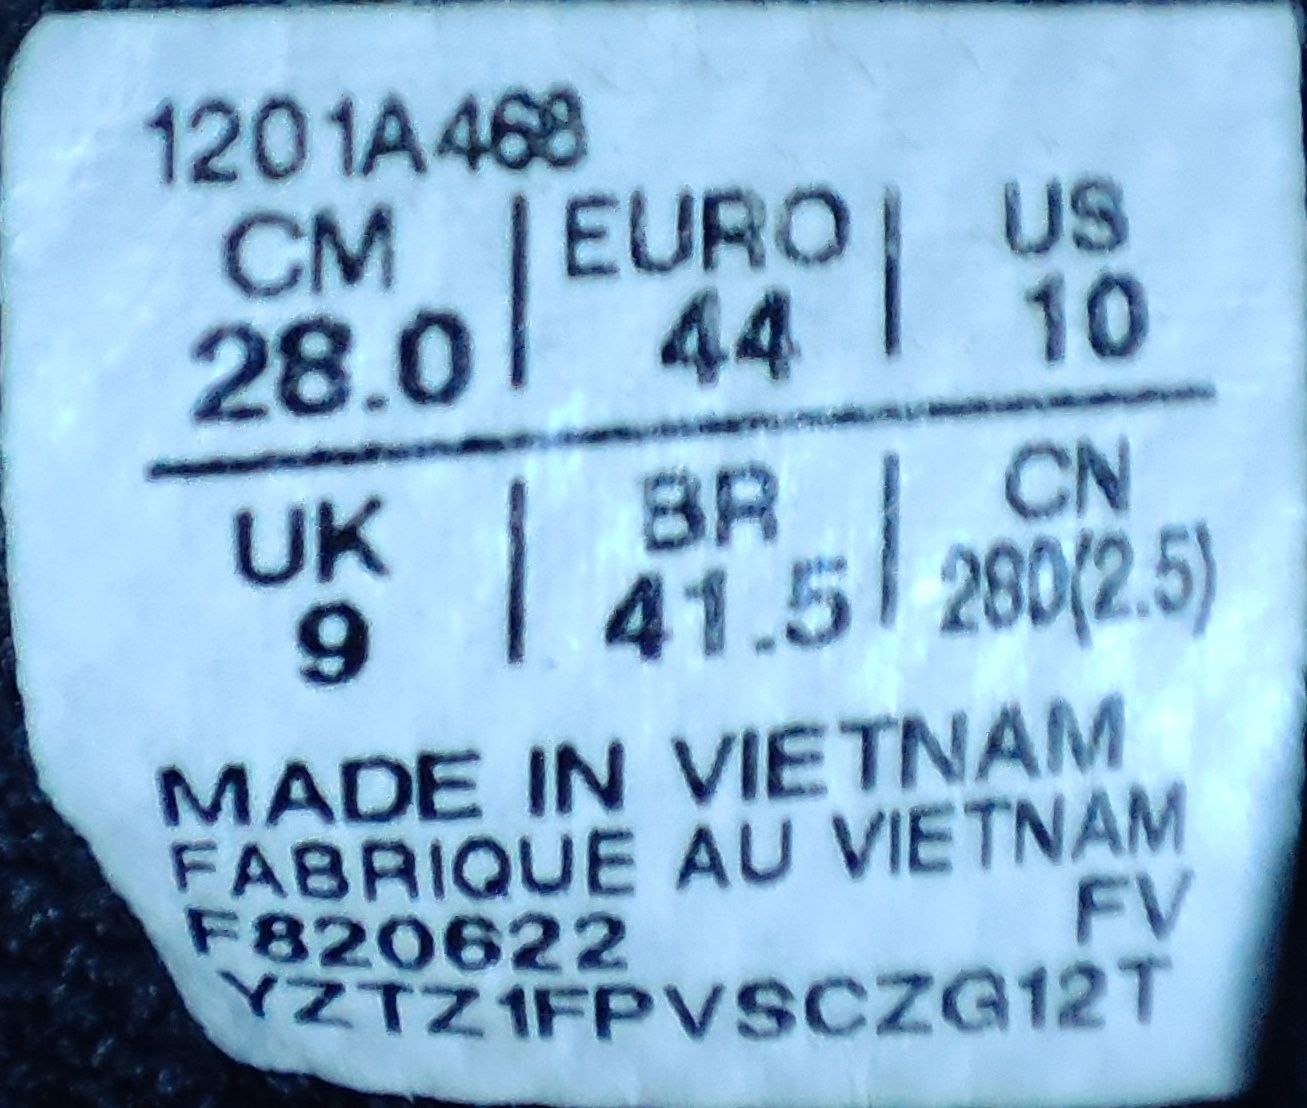 1201A468
CM | EURO | US
28.0 | 44 | 10
UK | BR | CN
9 | 41.5 | 280(2.5)
MADE IN VIETNAM
FABRIQUE AU VIETNAM
F820622 FV
YZTZ1FPVSCZG12T